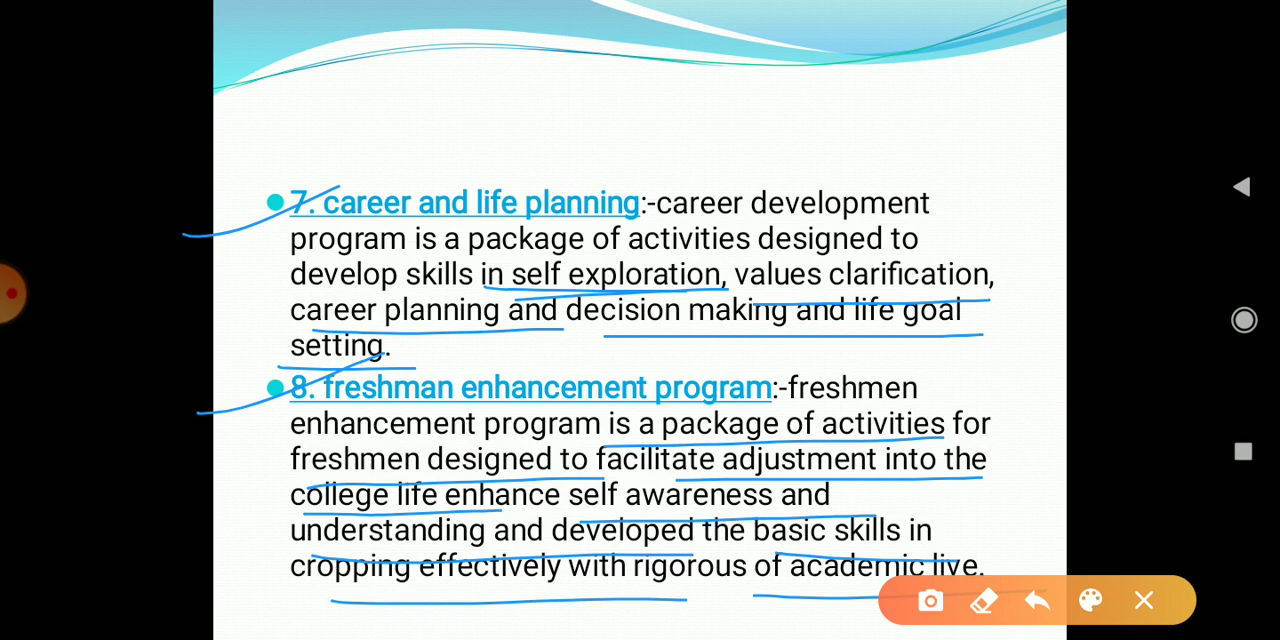 7. career and life planning:-career development
program is a package of activities designed to
develop skills in self exploration, values clarification,
career planning and decision making and life goal
setting.
8. freshman enhancement program:-freshmen
enhancement program is a package of activities for
freshmen designed to facilitate adjustment into the
college life enhance self awareness and
understanding and developed the basic skills in
cropping effectively with rigorous of academic live.